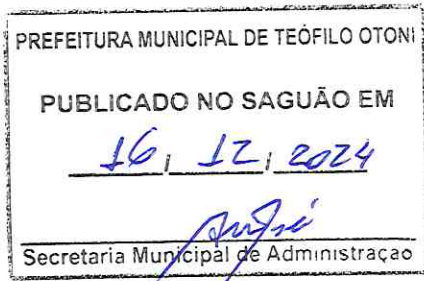 PREFEITURA MUNICIPAL DE TEÓFILO OTONI
PUBLICADO NO SAGUÃO EM
16, 12, 2024
Secretaria Municipal de Administração